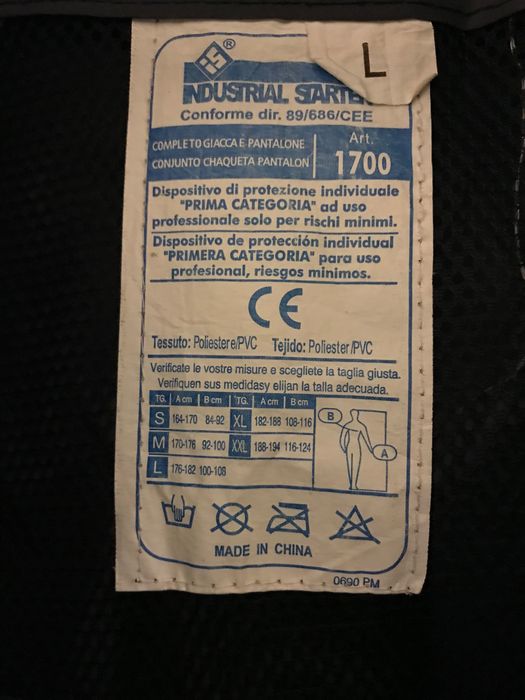 is®
L
INDUSTRIAL STARTER
Conforme dir. 89/686/CEE
COMPLETO GIACCA E PANTALONE
CONJUNTO CHAQUETA PANTALON
Art.
1700
Dispositivo di protezione individuale
"PRIMA CATEGORIA" ad uso
professionale solo per rischi minimi.
Dispositivo de protección individual
"PRIMERA CATEGORIA" para uso
profesional, riesgos minimos.
CE
Tessuto: Poliestere/PVC Tejido: Poliester/PVC
Verificate le vostre misure e scegliete la taglia giusta.
Verifiquen sus medidasy elijan la talla adecuada.
TG. A cm B cm TG. A cm B cm
S 164-170 84-92 XL 182-188 108-116
M 170-176 92-100 XXL 188-194 116-124
L 176-182 100-108
B
A
MADE IN CHINA
0690 PM